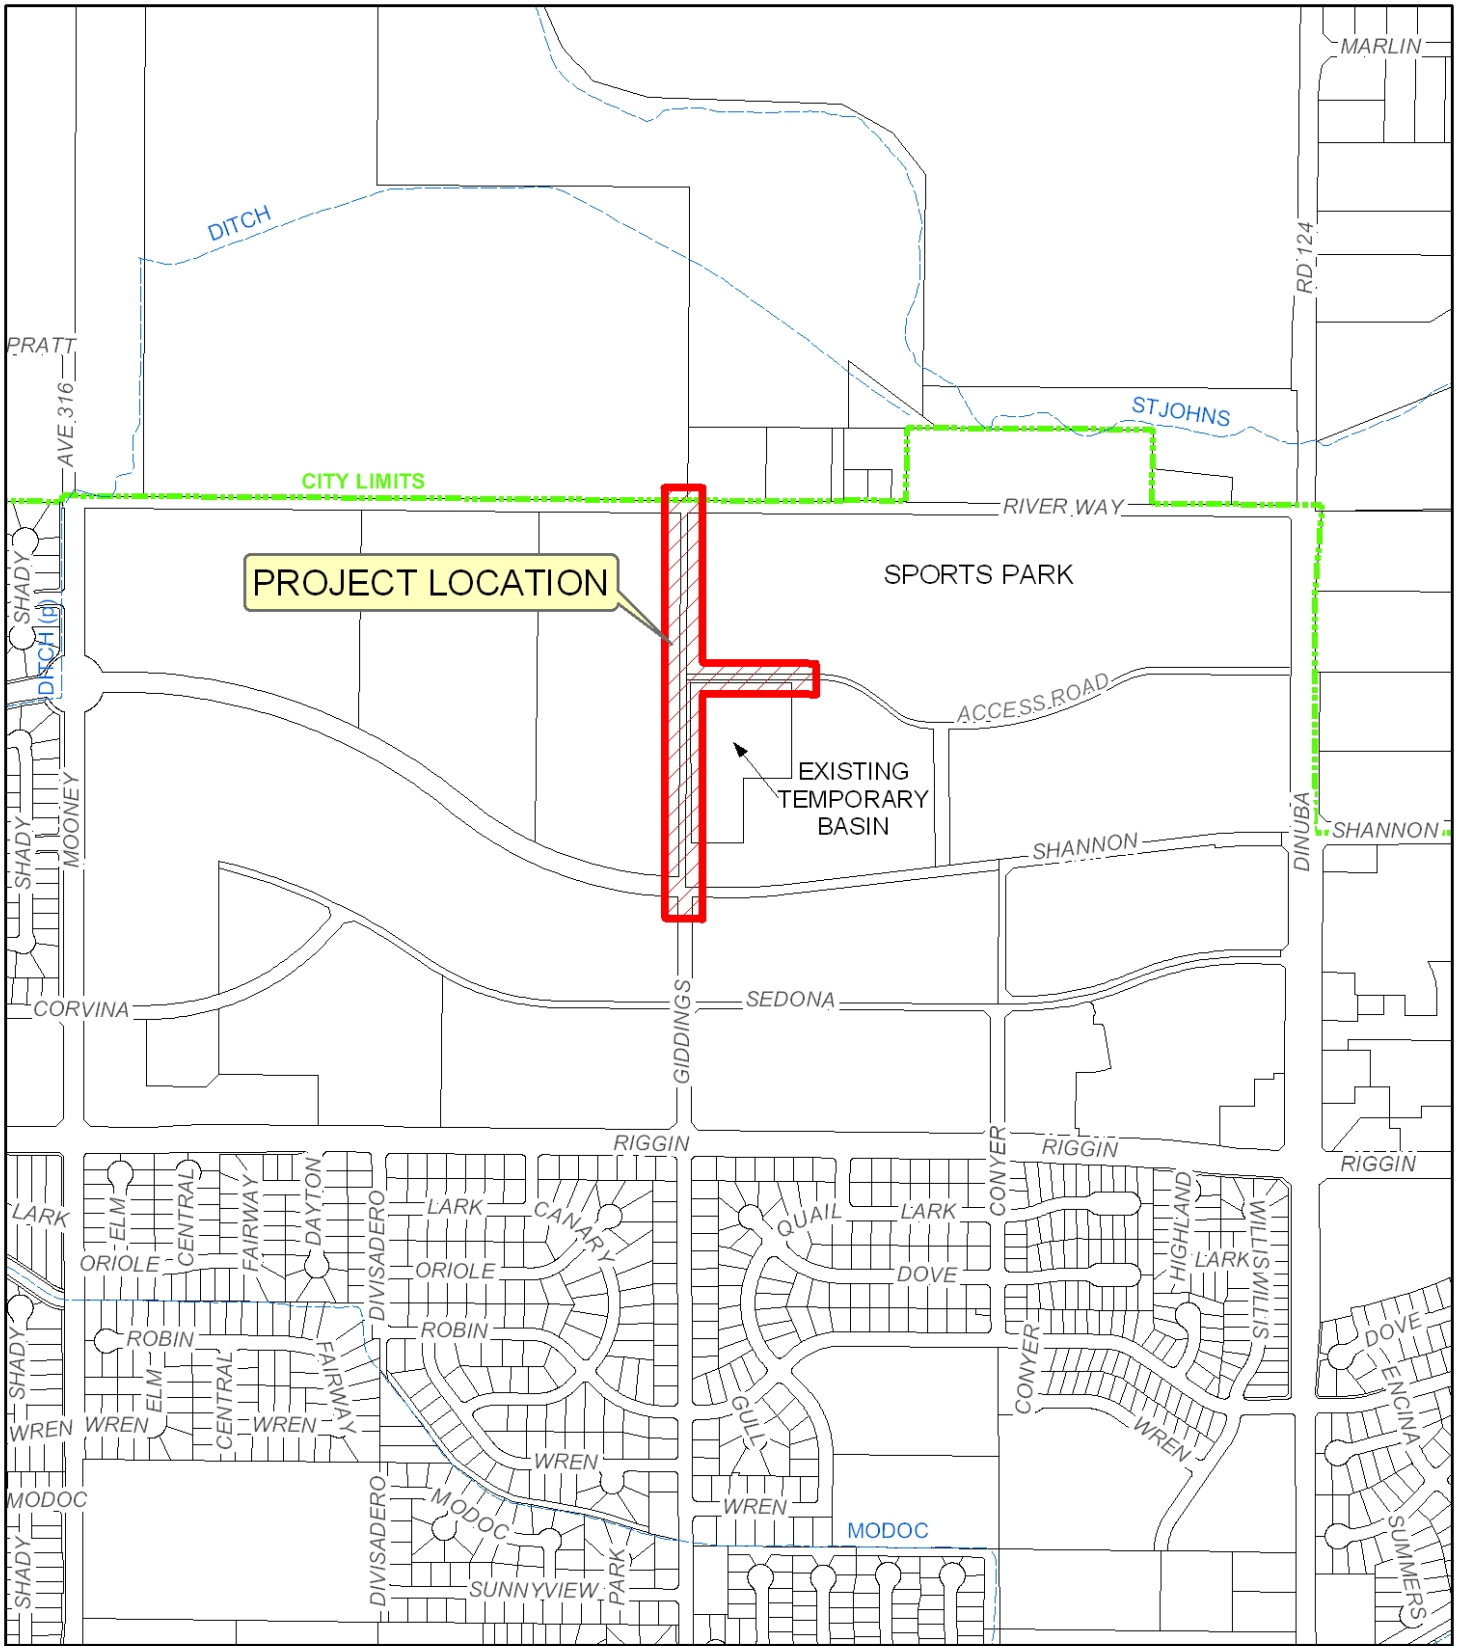 MARLIN
DITCH
RD 124
PRATT
AVE 316
STJOHNS
CITY LIMITS
RIVER WAY
SHADY
PROJECT LOCATION
SPORTS PARK
DITCH (p)
ACCESS ROAD
EXISTING
TEMPORARY
BASIN
MOONEY
SHADY
DINUBA
SHANNON
SHANNON
CORVINA
SEDONA
GIDDINGS
RIGGIN
CONYER
RIGGIN
RIGGIN
LARK
ELM
CENTRAL
FAIRWAY
DAYTON
DIVISADERO
LARK
CANARY
QUAIL
LARK
HIGHLAND
WILLIS
WILLIS
ORIOLE
ORIOLE
DOVE
LARK
SHADY
ROBIN
FAIRWAY
ROBIN
CONYER
DOVE
ELM
CENTRAL
ENCINA
WREN
WREN
WREN
GULL
WREN
WREN
MODOC
DIVISADERO
MODOC
WREN
MODOC
SUMMERS
SHADY
SUNNYVIEW
PARK